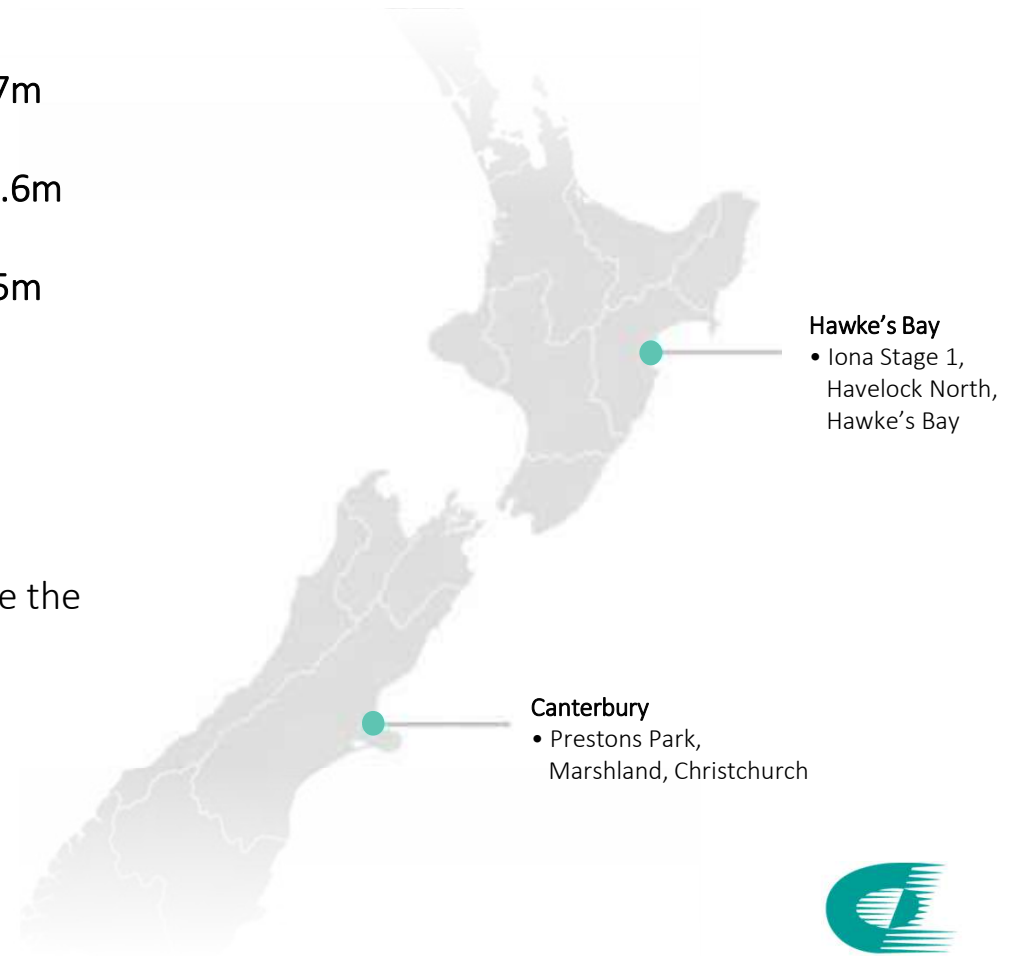 7m
.6m
5m
Hawke’s Bay
• Iona Stage 1,
Havelock North,
Hawke’s Bay
e the
Canterbury
• Prestons Park,
Marshland, Christchurch